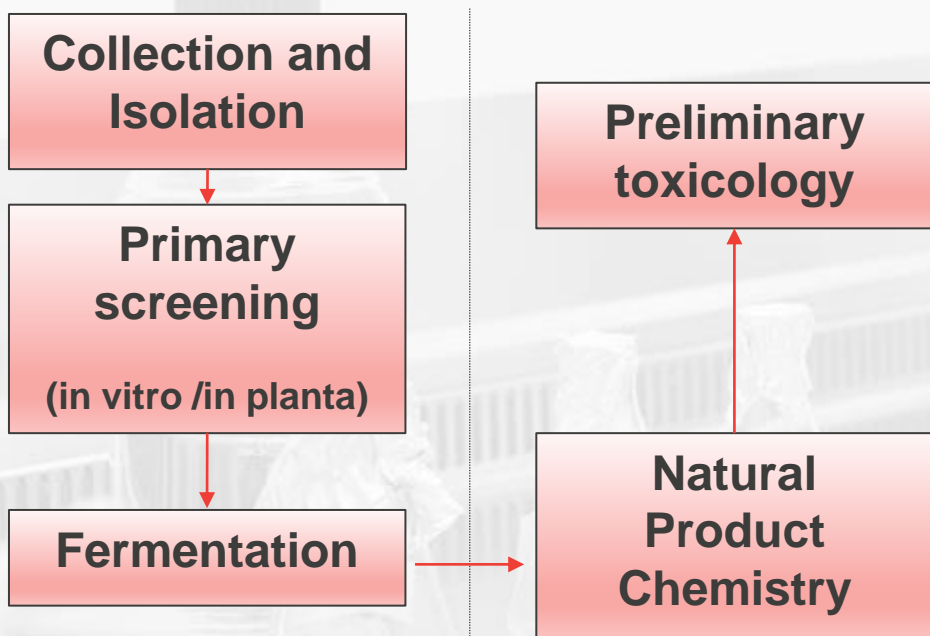 Collection and
Isolation
Primary
screening
(in vitro /in planta)
Fermentation
Natural
Product
Chemistry
Preliminary
toxicology